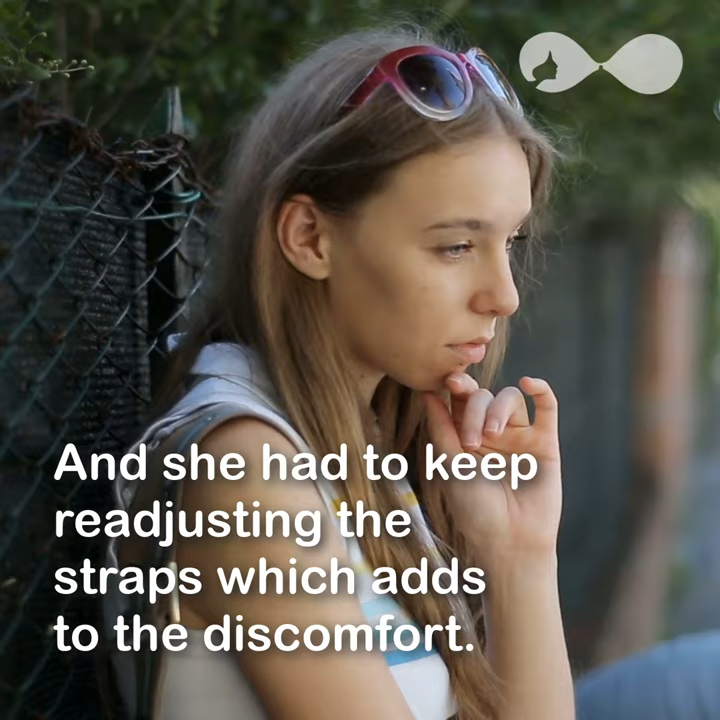 And she had to keep
readjusting the
straps which adds
to the discomfort.